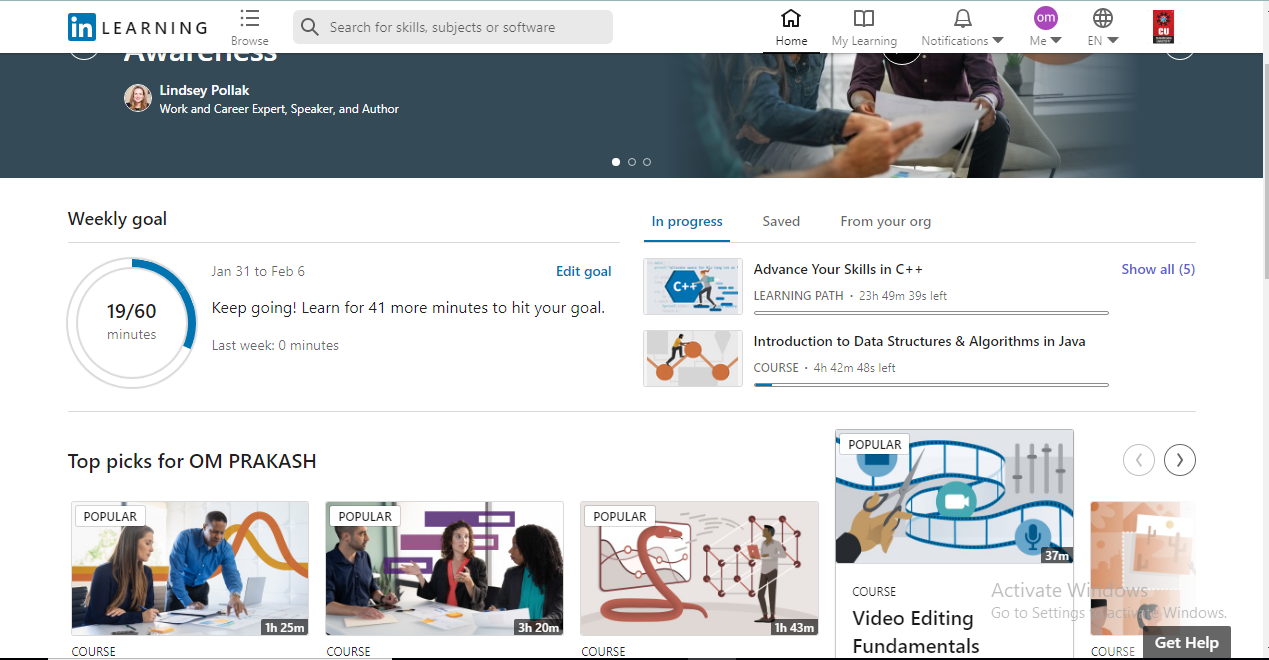 in LEARNING
Browse
Search for skills, subjects or software
Home
My Learning
Notifications
om
Me
EN
CU
Awareness
Lindsey Pollak
Work and Career Expert, Speaker, and Author
Weekly goal
19/60
minutes
Jan 31 to Feb 6
Edit goal
Keep going! Learn for 41 more minutes to hit your goal.
Last week: 0 minutes
In progress
Saved
From your org
C++
Advance Your Skills in C++
Show all (5)
LEARNING PATH · 23h 49m 39s left
Introduction to Data Structures & Algorithms in Java
COURSE · 4h 42m 48s left
Top picks for OM PRAKASH
POPULAR
1h 25m
COURSE
POPULAR
3h 20m
COURSE
POPULAR
1h 43m
COURSE
POPULAR
37m
COURSE
Video Editing
Fundamentals
COURSE
Activate Windows
Go to Settings to activate Windows.
Get Help